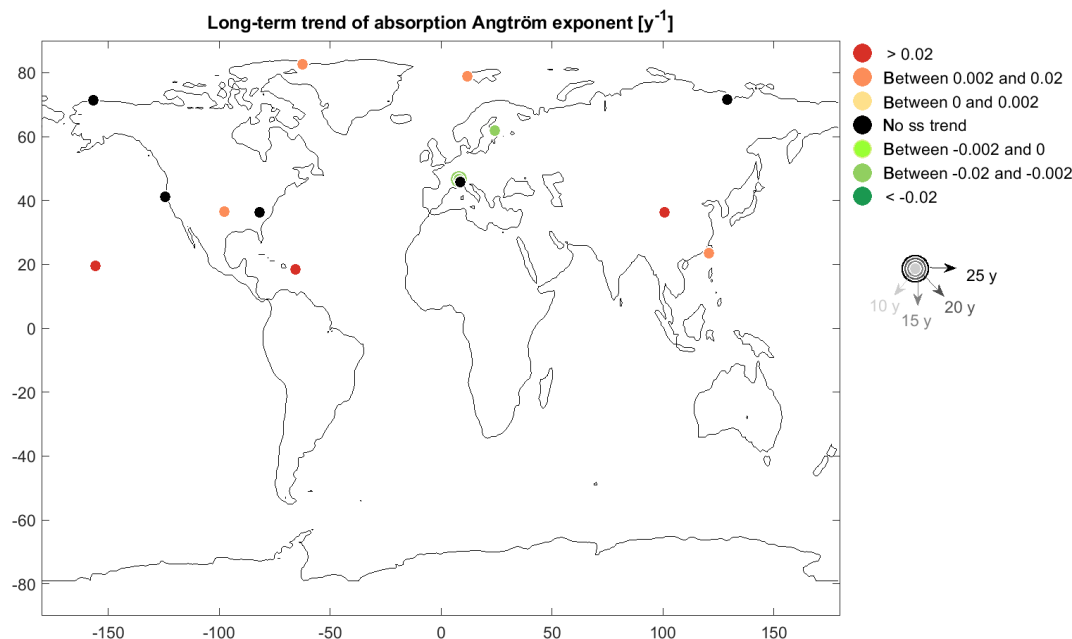 Long-term trend of absorption Angtröm exponent [y⁻¹]
80
60
40
20
0
-20
-40
-60
-80
-150
-100
-50
0
50
100
150
> 0.02
Between 0.002 and 0.02
Between 0 and 0.002
No ss trend
Between -0.002 and 0
Between -0.02 and -0.002
< -0.02
25 y
20 y
15 y
10 y